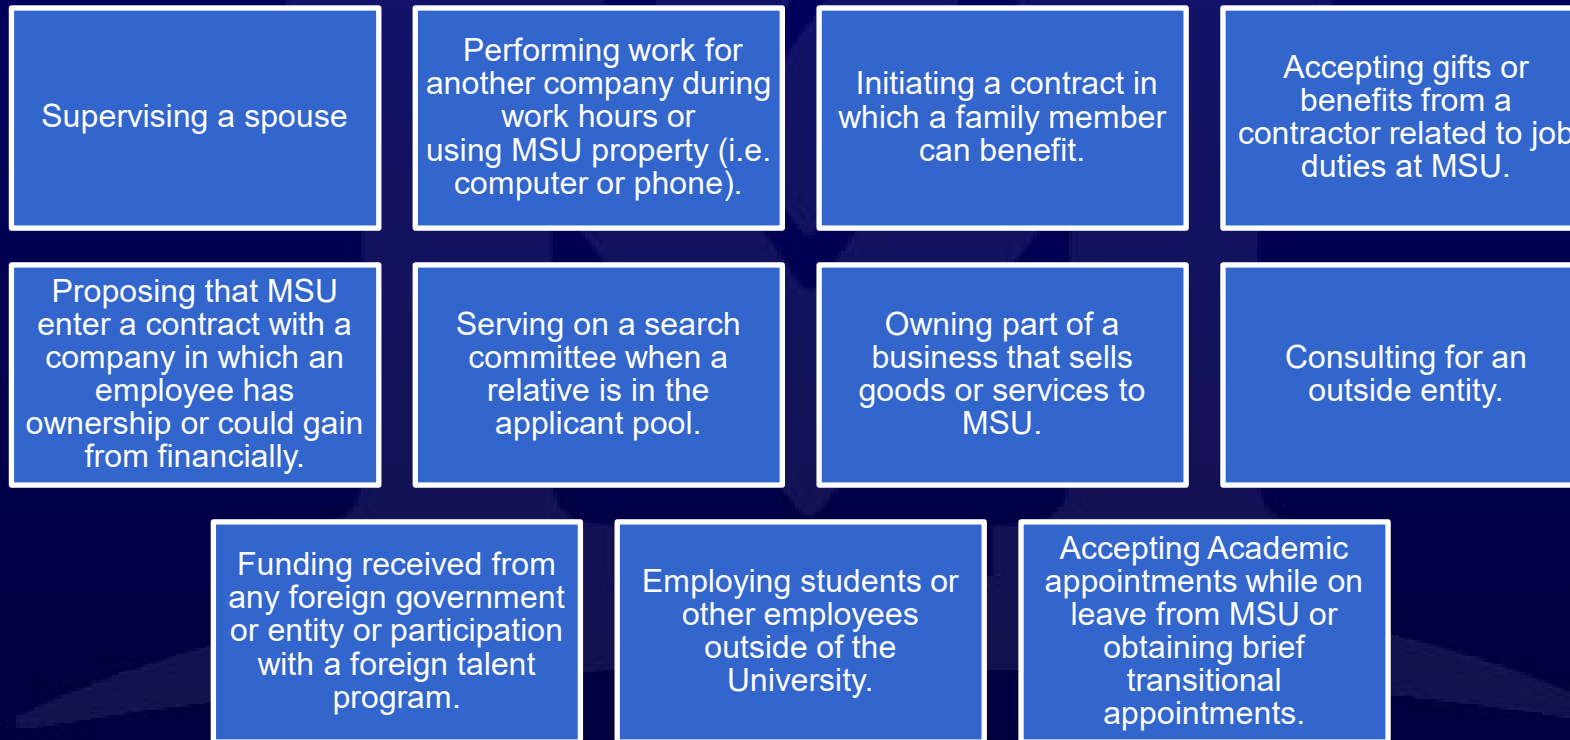 Supervising a spouse
Performing work for
another company during
work hours or
using MSU property (i.e.
computer or phone).
Initiating a contract in
which a family member
can benefit.
Accepting gifts or
benefits from a
contractor related to job
duties at MSU.
Proposing that MSU
enter a contract with a
company in which an
employee has
ownership or could gain
from financially.
Serving on a search
committee when a
relative is in the
applicant pool.
Owning part of a
business that sells
goods or services to
MSU.
Consulting for an
outside entity.
Funding received from
any foreign government
or entity or participation
with a foreign talent
program.
Employing students or
other employees
outside of the
University.
Accepting Academic
appointments while on
leave from MSU or
obtaining brief
transitional
appointments.